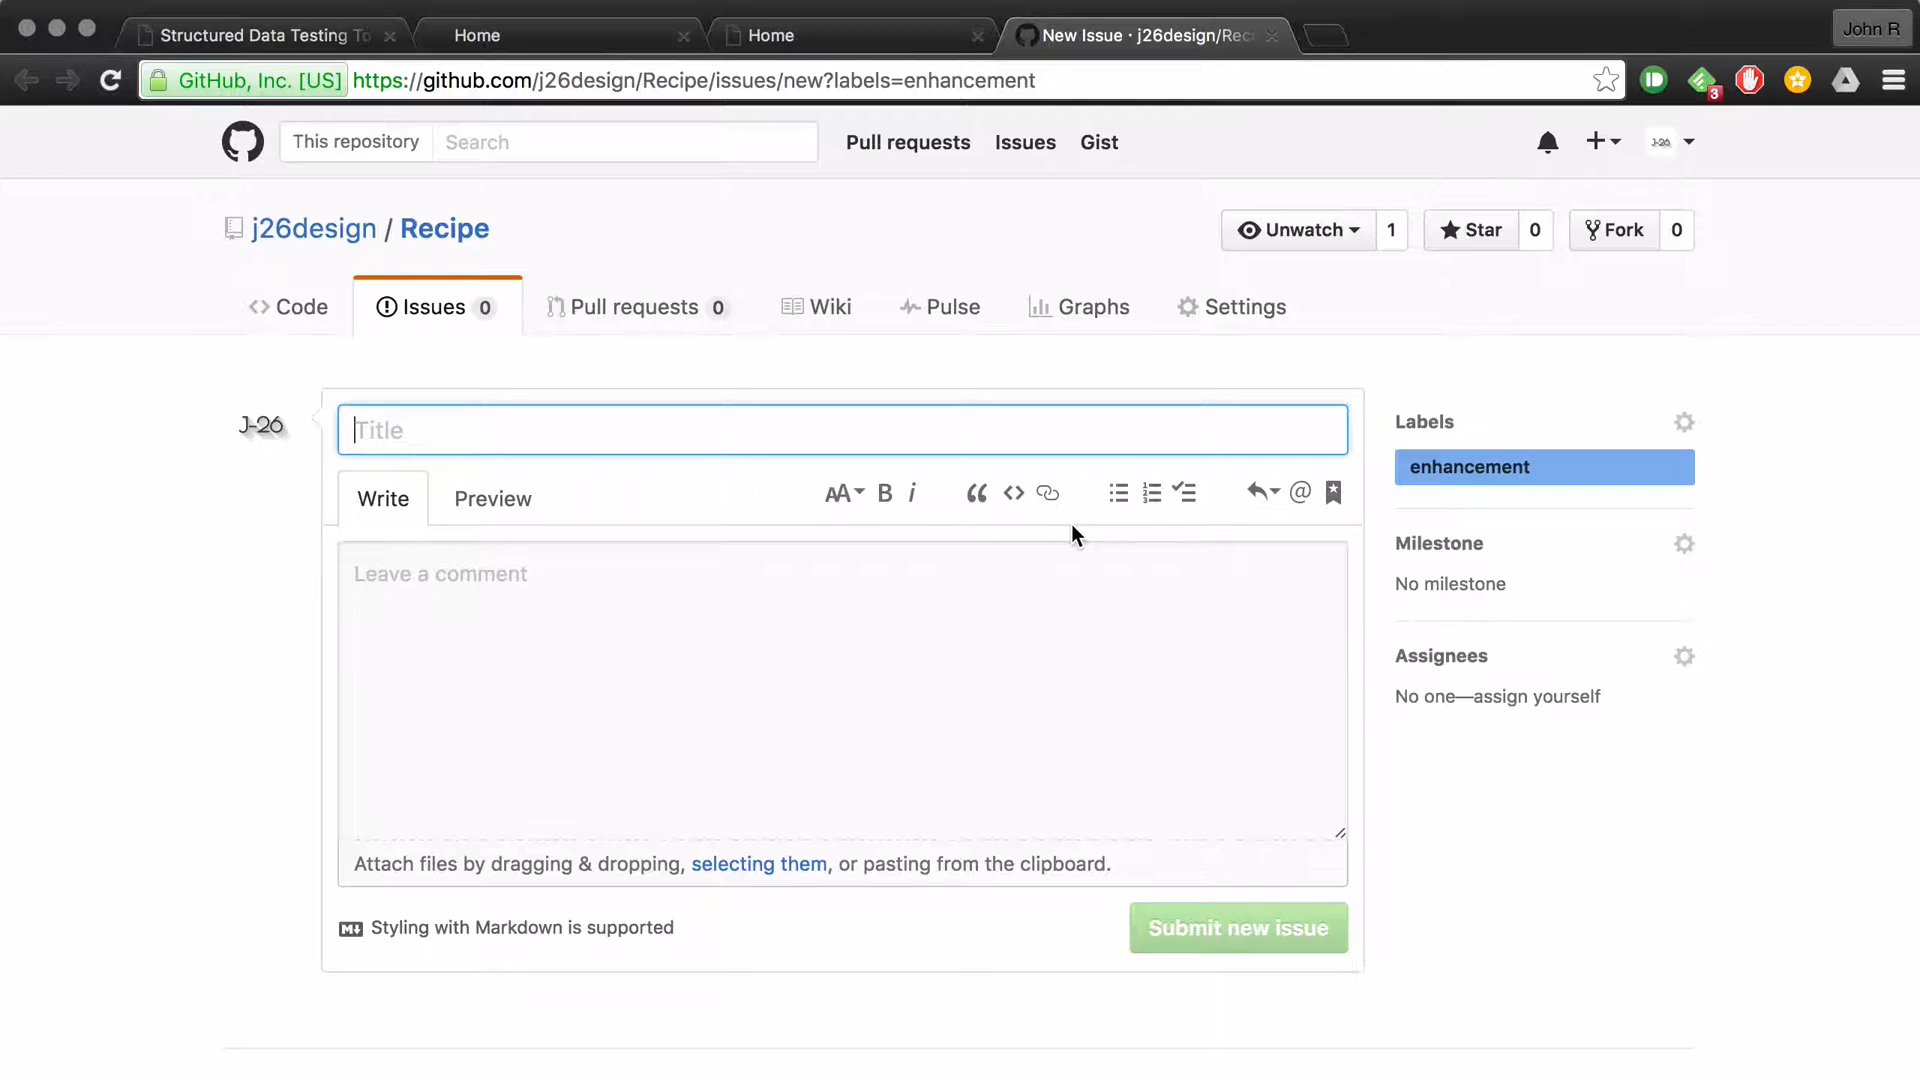 Structured Data Testing To
Home
Home
New Issue · j26design/Rec
John R
GitHub, Inc. [US]
https://github.com/j26design/Recipe/issues/new?labels=enhancement
3
This repository
Search
Pull requests
Issues
Gist
J-26
j26design / Recipe
Unwatch 1
Star 0
Fork 0
Code
Issues 0
Pull requests 0
Wiki
Pulse
Graphs
Settings
J-26
Title
Labels
enhancement
Write
Preview
AA B i
@
Leave a comment
Milestone
No milestone
Assignees
No one—assign yourself
Attach files by dragging & dropping, selecting them, or pasting from the clipboard.
Styling with Markdown is supported
Submit new issue